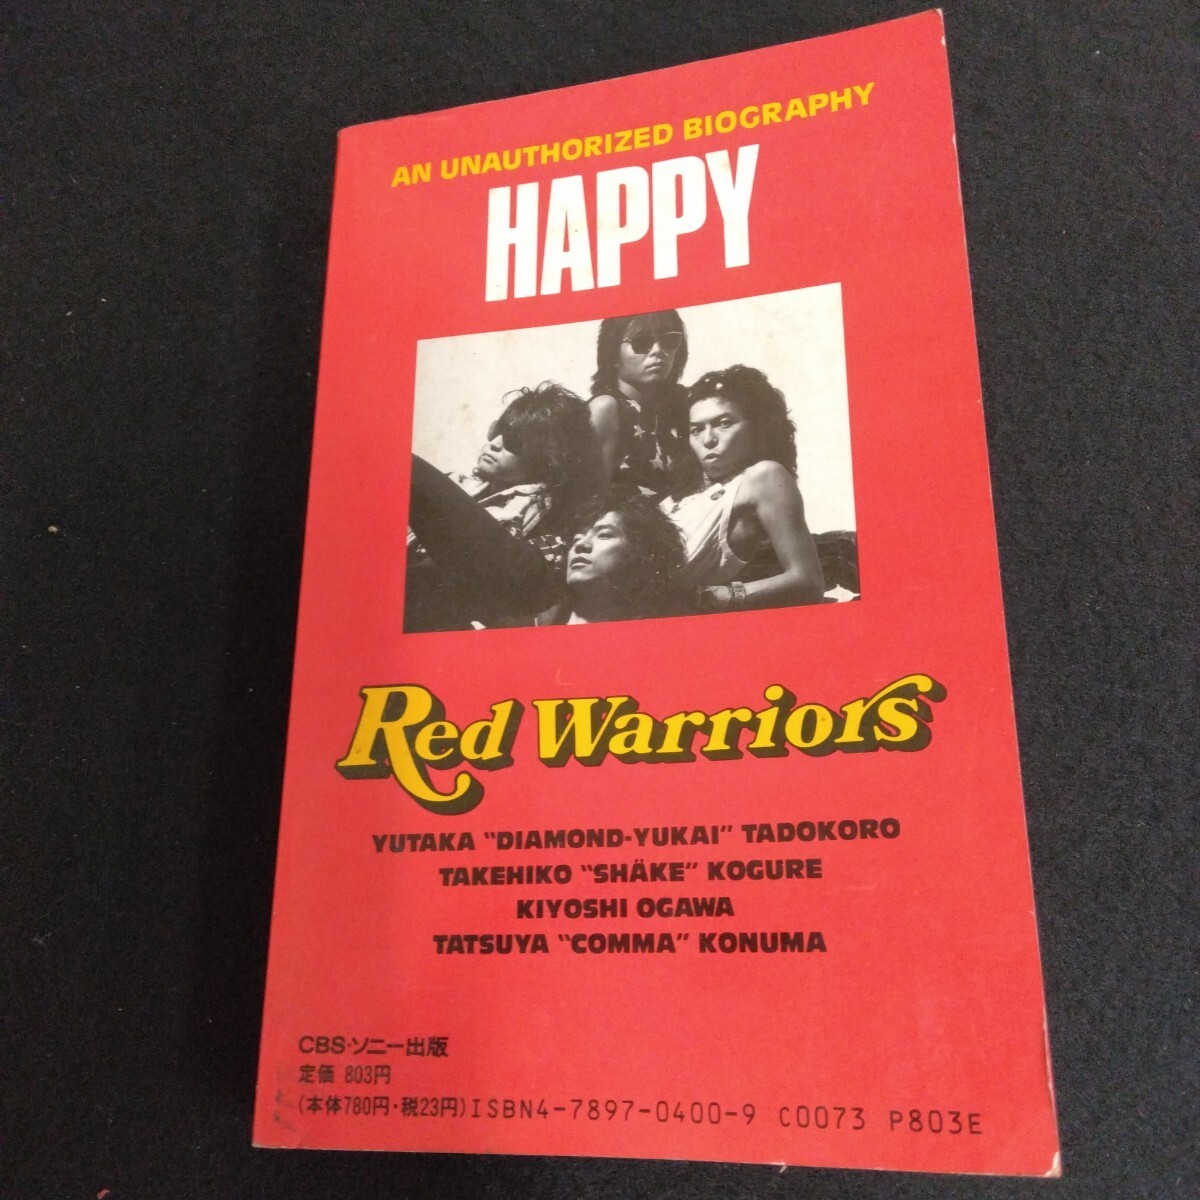 AN UNAUTHORIZED BIOGRAPHY
HAPPY
Red Warriors
YUTAKA "DIAMOND-YUKAI" TADOKORO
TAKEHIKO "SHÄKE" KOGURE
KIYOSHI OGAWA
TATSUYA "COMMA" KONUMA
CBS・ソニー出版
定価 803円
(本体780円・税23円)ISBN4-7897-0400-9 C0073 P803E